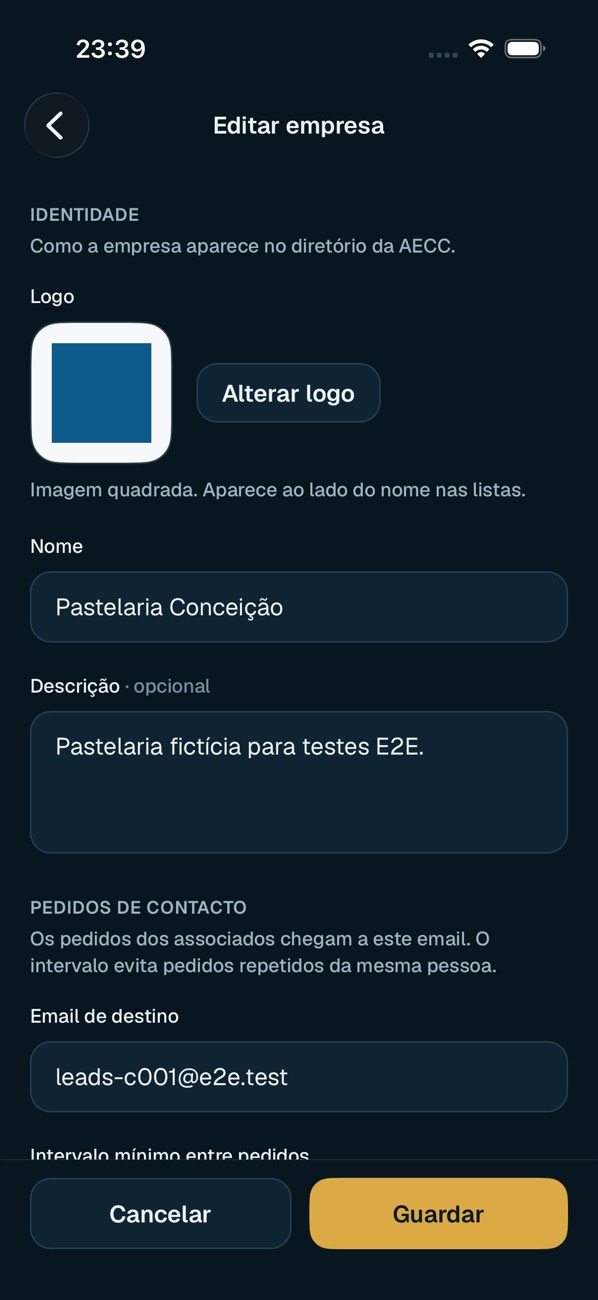 23:39
Editar empresa
IDENTIDADE
Como a empresa aparece no diretório da AECC.
Logo
Alterar logo
Imagem quadrada. Aparece ao lado do nome nas listas.
Nome
Pastelaria Conceição
Descrição · opcional
Pastelaria fictícia para testes E2E.
PEDIDOS DE CONTACTO
Os pedidos dos associados chegam a este email. O
intervalo evita pedidos repetidos da mesma pessoa.
Email de destino
leads-c001@e2e.test
Intervalo mínimo entre pedidos
Cancelar
Guardar